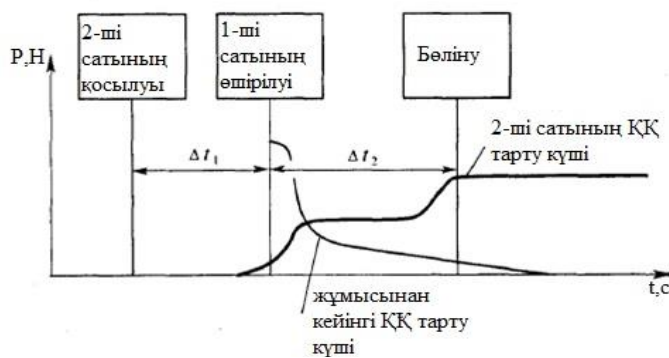 P,H
2-ші
сатының
қосылуы
1-ші
сатының
өшірілуі
Бөліну
2-ші сатының ҚҚ
тарту күші
Δt₁
Δt₂
t,c
жұмысынан
кейінгі ҚҚ тарту
күші